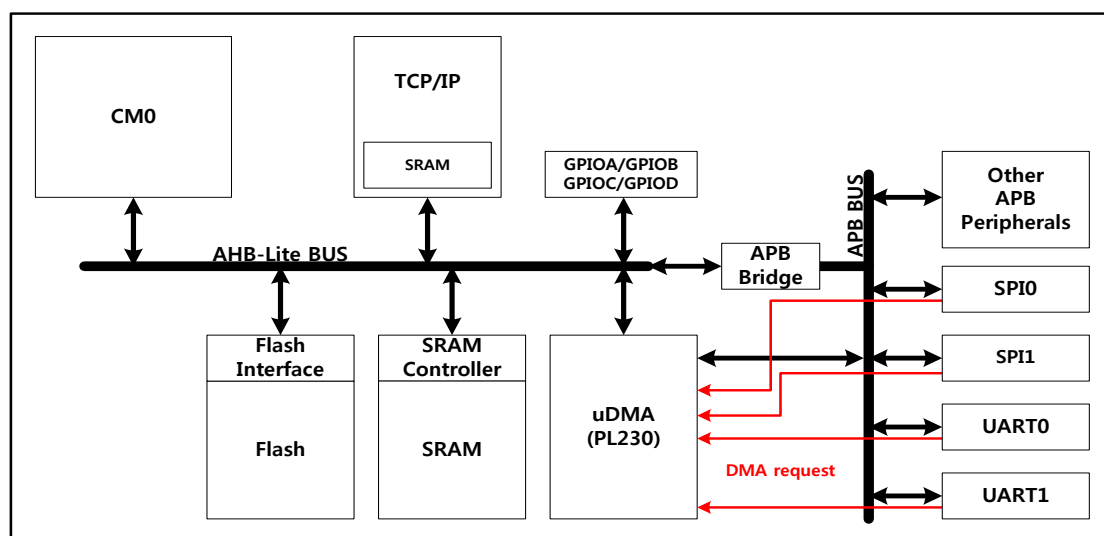 CM0
TCP/IP
SRAM
GPIOA/GPIOB
GPIOC/GPIOD
APB BUS
Other
APB
Peripherals
AHB-Lite BUS
APB
Bridge
SPI0
Flash
Interface
Flash
SRAM
Controller
SRAM
uDMA
(PL230)
SPI1
UART0
DMA request
UART1